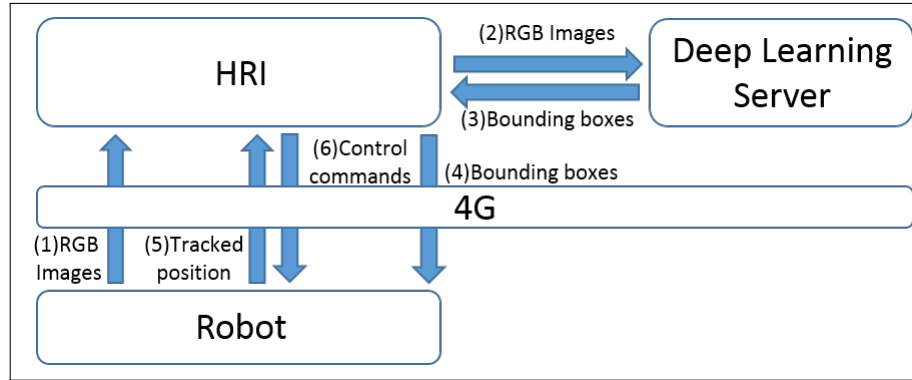 HRI
(2)RGB Images
Deep Learning
Server
(3)Bounding boxes
(6)Control
commands
(4)Bounding boxes
4G
(1)RGB
Images
(5)Tracked
position
Robot